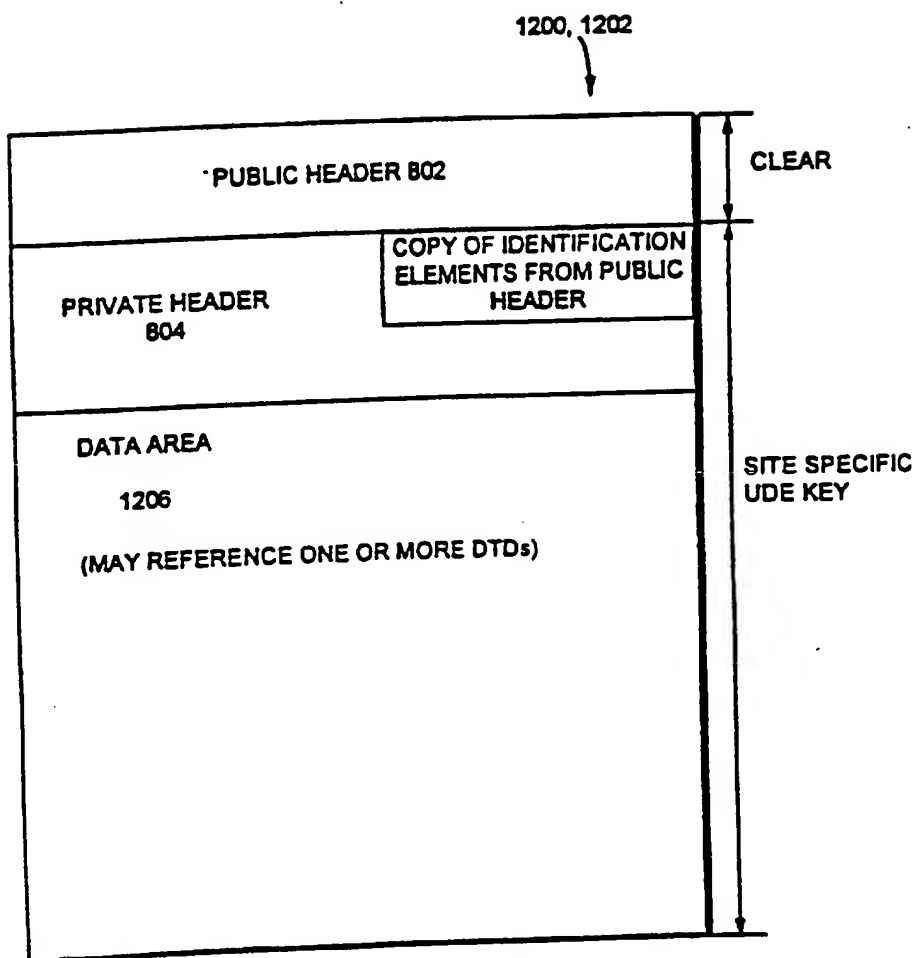 1200, 1202
PUBLIC HEADER 802
CLEAR
COPY OF IDENTIFICATION
ELEMENTS FROM PUBLIC
HEADER
PRIVATE HEADER
804
DATA AREA
1206
(MAY REFERENCE ONE OR MORE DTDs)
SITE SPECIFIC
UDE KEY